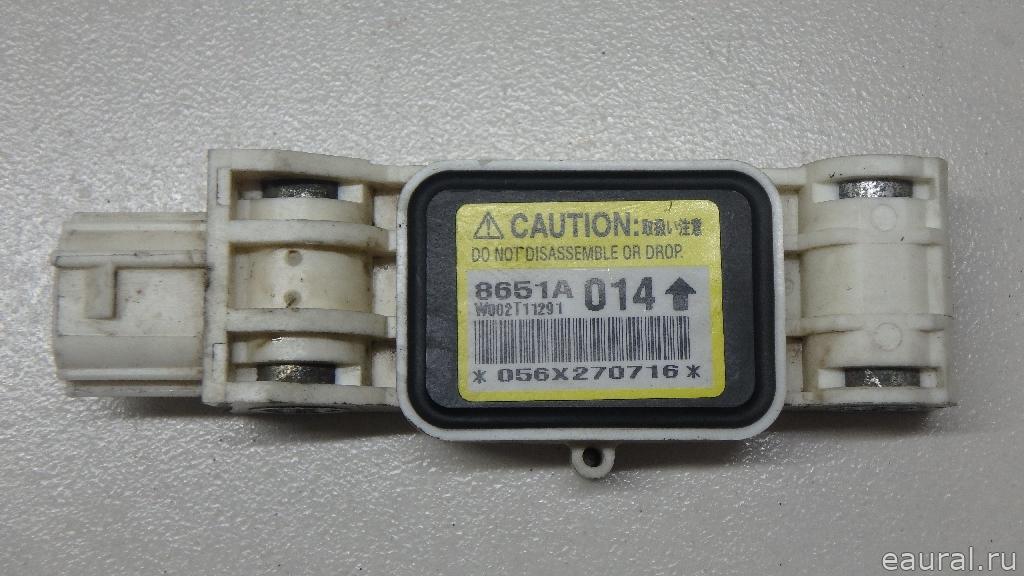 CAUTION:取扱い注意
DO NOT DISASSEMBLE OR DROP.
8651A 014
W002T11291
* 056X270716 *
eaural.ru